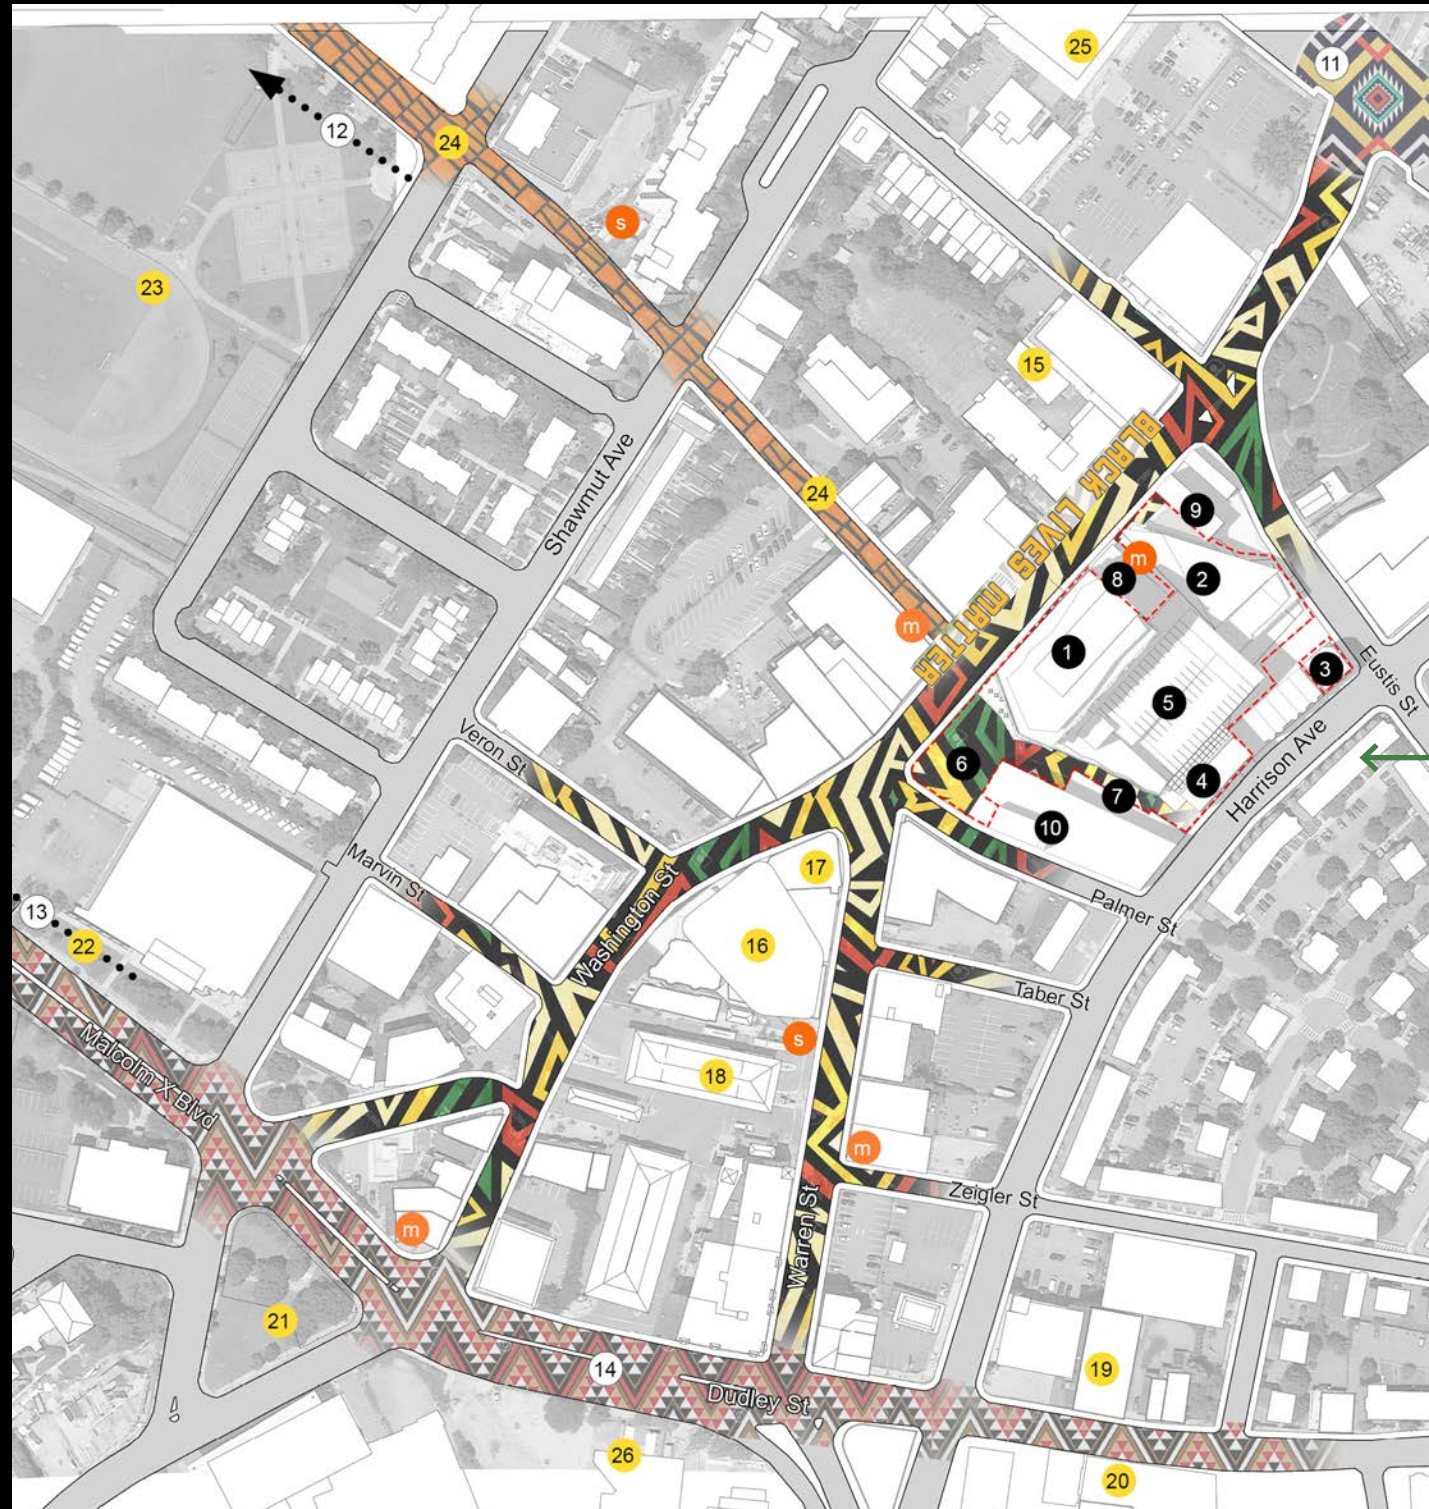 25
11
12
24
s
23
15
BLACK LIVES MATTER
Shawmut Ave
24
9
m
8
2
m
1
3
Eustis St
5
Veron St
6
4
7
Harrison Ave
10
Marvin St
17
Washington St
Palmer St
13
22
16
Taber St
s
Malcolm X Blvd
18
m
Zeigler St
m
Warren St
21
14
19
Dudley St
26
20